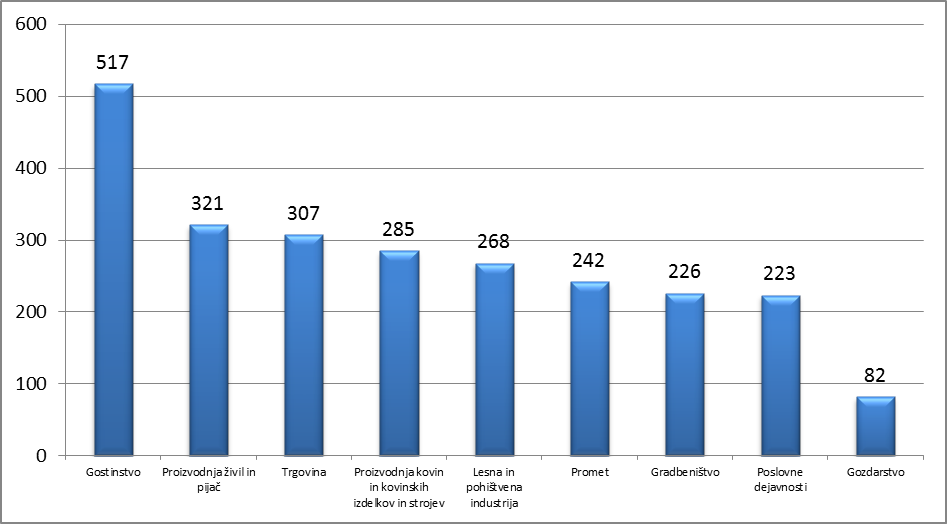 600
500
400
300
200
100
0
517
321
307
285
268
242
226
223
82
Gostinstvo
Proizvodnja živil in
pijač
Trgovina
Proizvodnja kovin
in kovinskih
izdelkov in strojev
Lesna in
pohištvena
industrija
Promet
Gradbeništvo
Poslovne
dejavnosti
Gozdarstvo